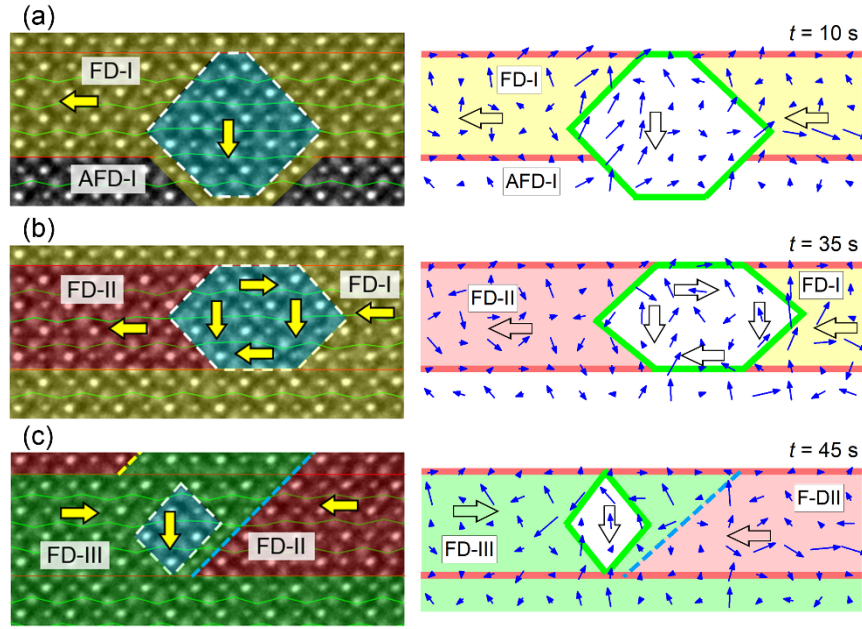 (a)
FD-I
AFD-I
t = 10 s
FD-I
AFD-I
(b)
FD-II
FD-I
t = 35 s
FD-II
FD-I
(c)
FD-III
FD-II
t = 45 s
F-DII
FD-III